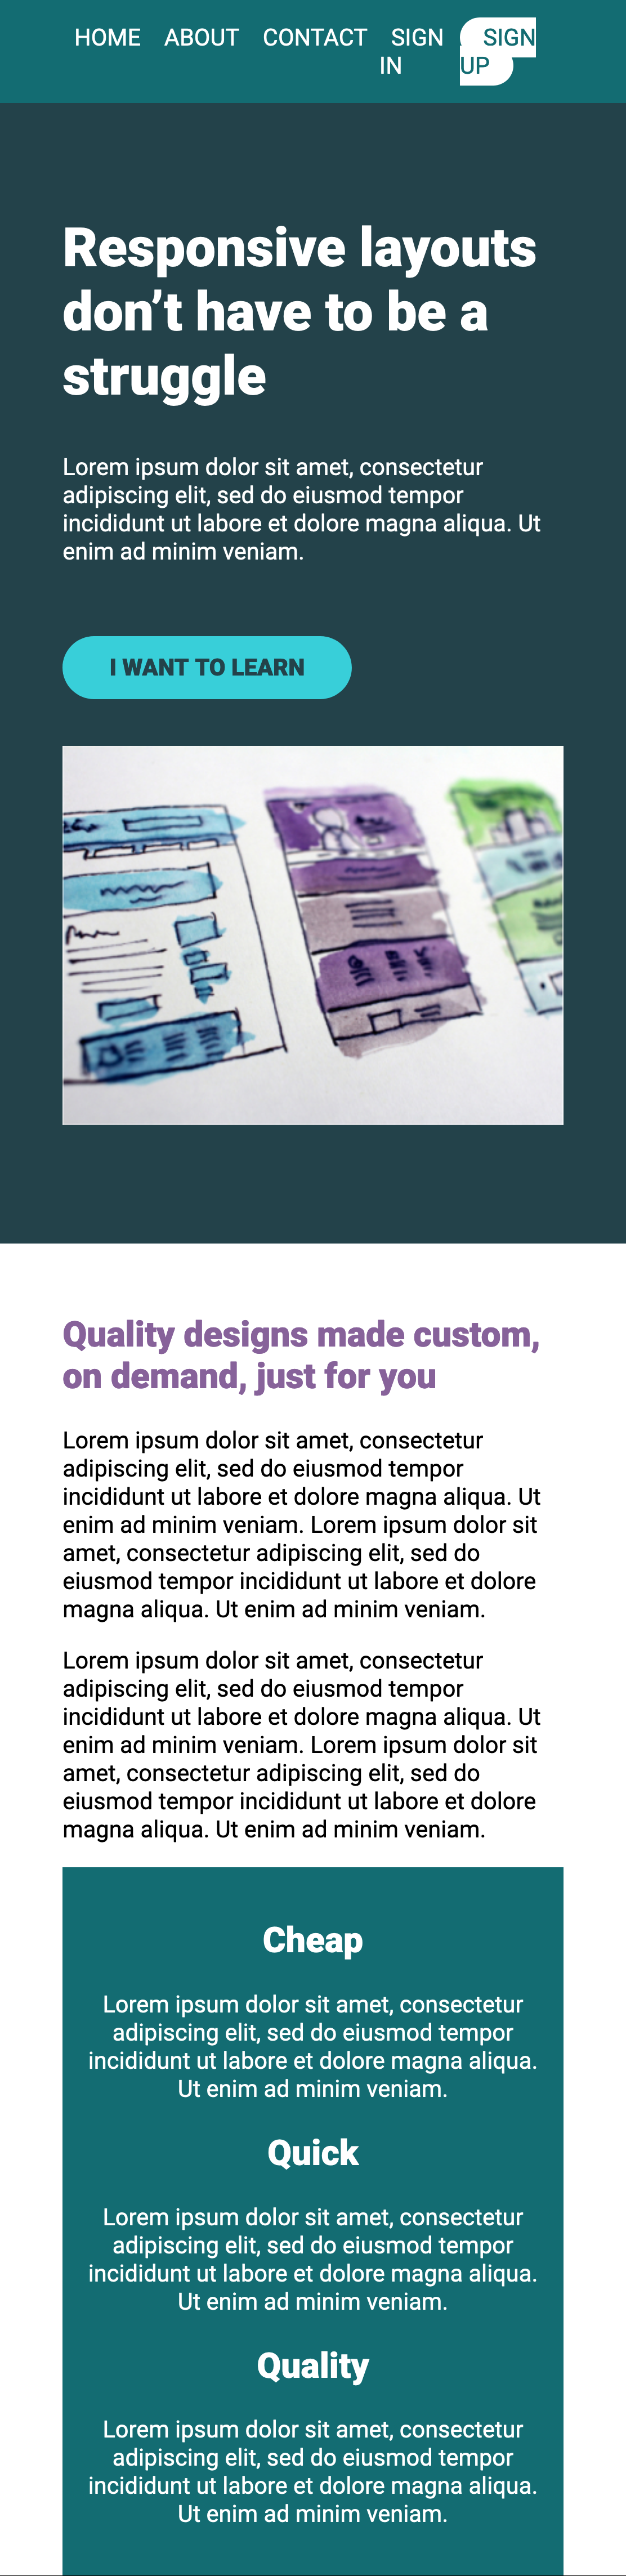 HOME ABOUT CONTACT SIGN IN SIGN UP
Responsive layouts
don’t have to be a
struggle
Lorem ipsum dolor sit amet, consectetur
adipiscing elit, sed do eiusmod tempor
incididunt ut labore et dolore magna aliqua. Ut
enim ad minim veniam.
I WANT TO LEARN
Quality designs made custom,
on demand, just for you
Lorem ipsum dolor sit amet, consectetur
adipiscing elit, sed do eiusmod tempor
incididunt ut labore et dolore magna aliqua. Ut
enim ad minim veniam. Lorem ipsum dolor sit
amet, consectetur adipiscing elit, sed do
eiusmod tempor incididunt ut labore et dolore
magna aliqua. Ut enim ad minim veniam.
Lorem ipsum dolor sit amet, consectetur
adipiscing elit, sed do eiusmod tempor
incididunt ut labore et dolore magna aliqua. Ut
enim ad minim veniam. Lorem ipsum dolor sit
amet, consectetur adipiscing elit, sed do
eiusmod tempor incididunt ut labore et dolore
magna aliqua. Ut enim ad minim veniam.
Cheap
Lorem ipsum dolor sit amet, consectetur
adipiscing elit, sed do eiusmod tempor
incididunt ut labore et dolore magna aliqua.
Ut enim ad minim veniam.
Quick
Lorem ipsum dolor sit amet, consectetur
adipiscing elit, sed do eiusmod tempor
incididunt ut labore et dolore magna aliqua.
Ut enim ad minim veniam.
Quality
Lorem ipsum dolor sit amet, consectetur
adipiscing elit, sed do eiusmod tempor
incididunt ut labore et dolore magna aliqua.
Ut enim ad minim veniam.